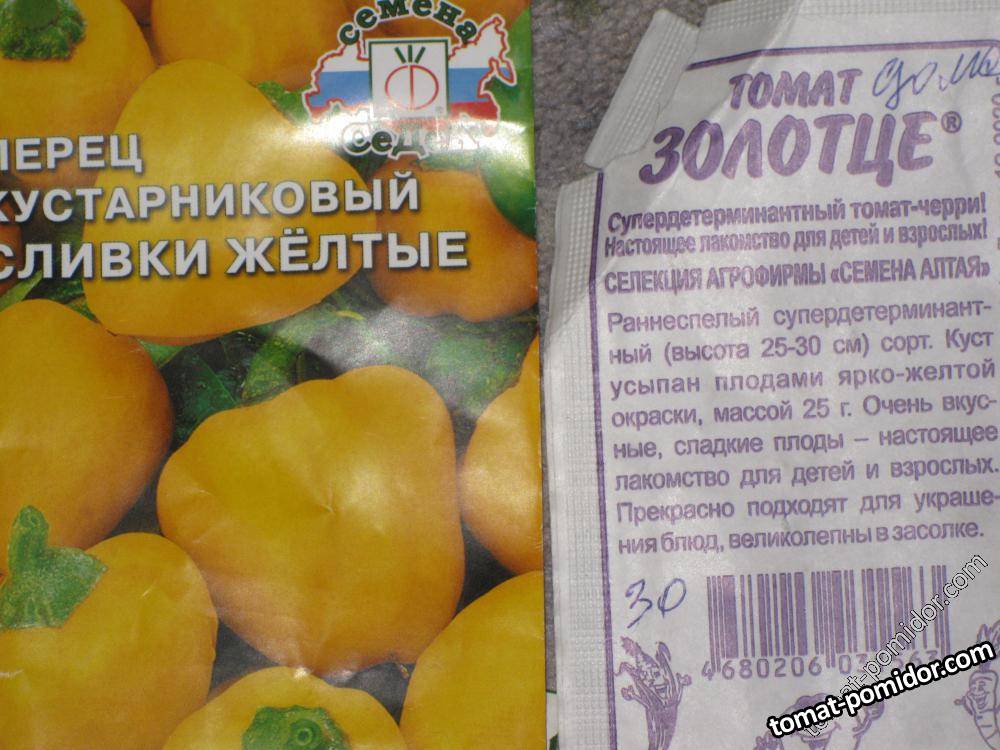 семена
СеДеК
ПЕРЕЦ
КУСТАРНИКОВЫЙ
СЛИВКИ ЖЁЛТЫЕ
ТОМАТ
ЗОЛОТЦЕ®
Супердетерминантный томат-черри!
Настоящее лакомство для детей и взрослых!
СЕЛЕКЦИЯ АГРОФИРМЫ «СЕМЕНА АЛТАЯ»
Раннеспелый супердетерминант-
ный (высота 25-30 см) сорт. Куст
усыпан плодами ярко-желтой
окраски, массой 25 г. Очень вкус-
ные, сладкие плоды – настоящее
лакомство для детей и взрослых.
Прекрасно подходят для украше-
ния блюд, великолепны в засолке.
30
4 680206
tomat-pomidor.com
tomat-pomidor.com